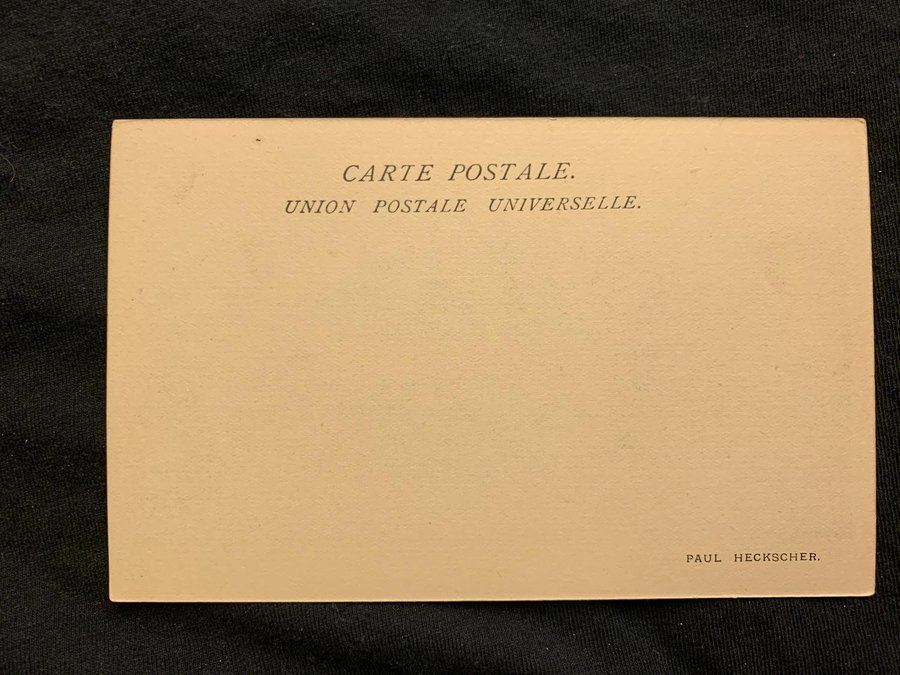 CARTE POSTALE.
UNION POSTALE UNIVERSELLE.
PAUL HECKSCHER.